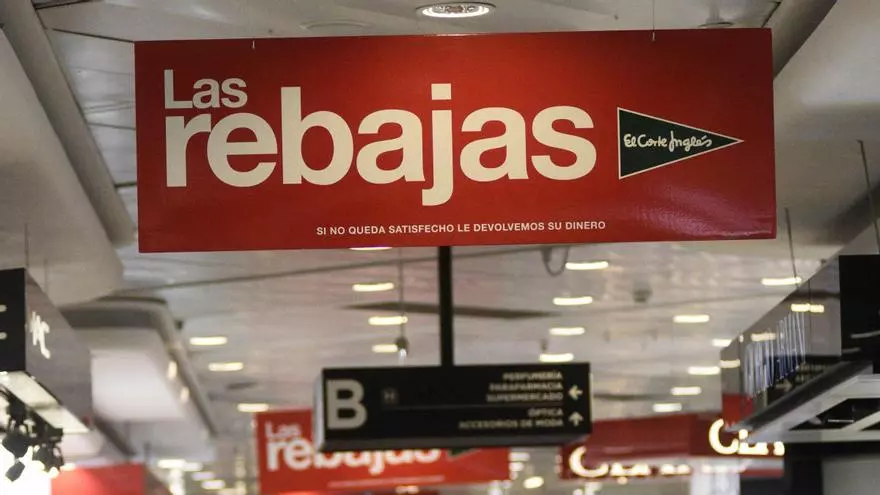 Las
rebajas
El Corte Inglés
SI NO QUEDA SATISFECHO LE DEVOLVEMOS SU DINERO
B
PERFUMERÍA
PARAFARMACIA
SUPERMERCADO
ÓPTICA
ACCESORIOS DE MODA
Las
rebajas